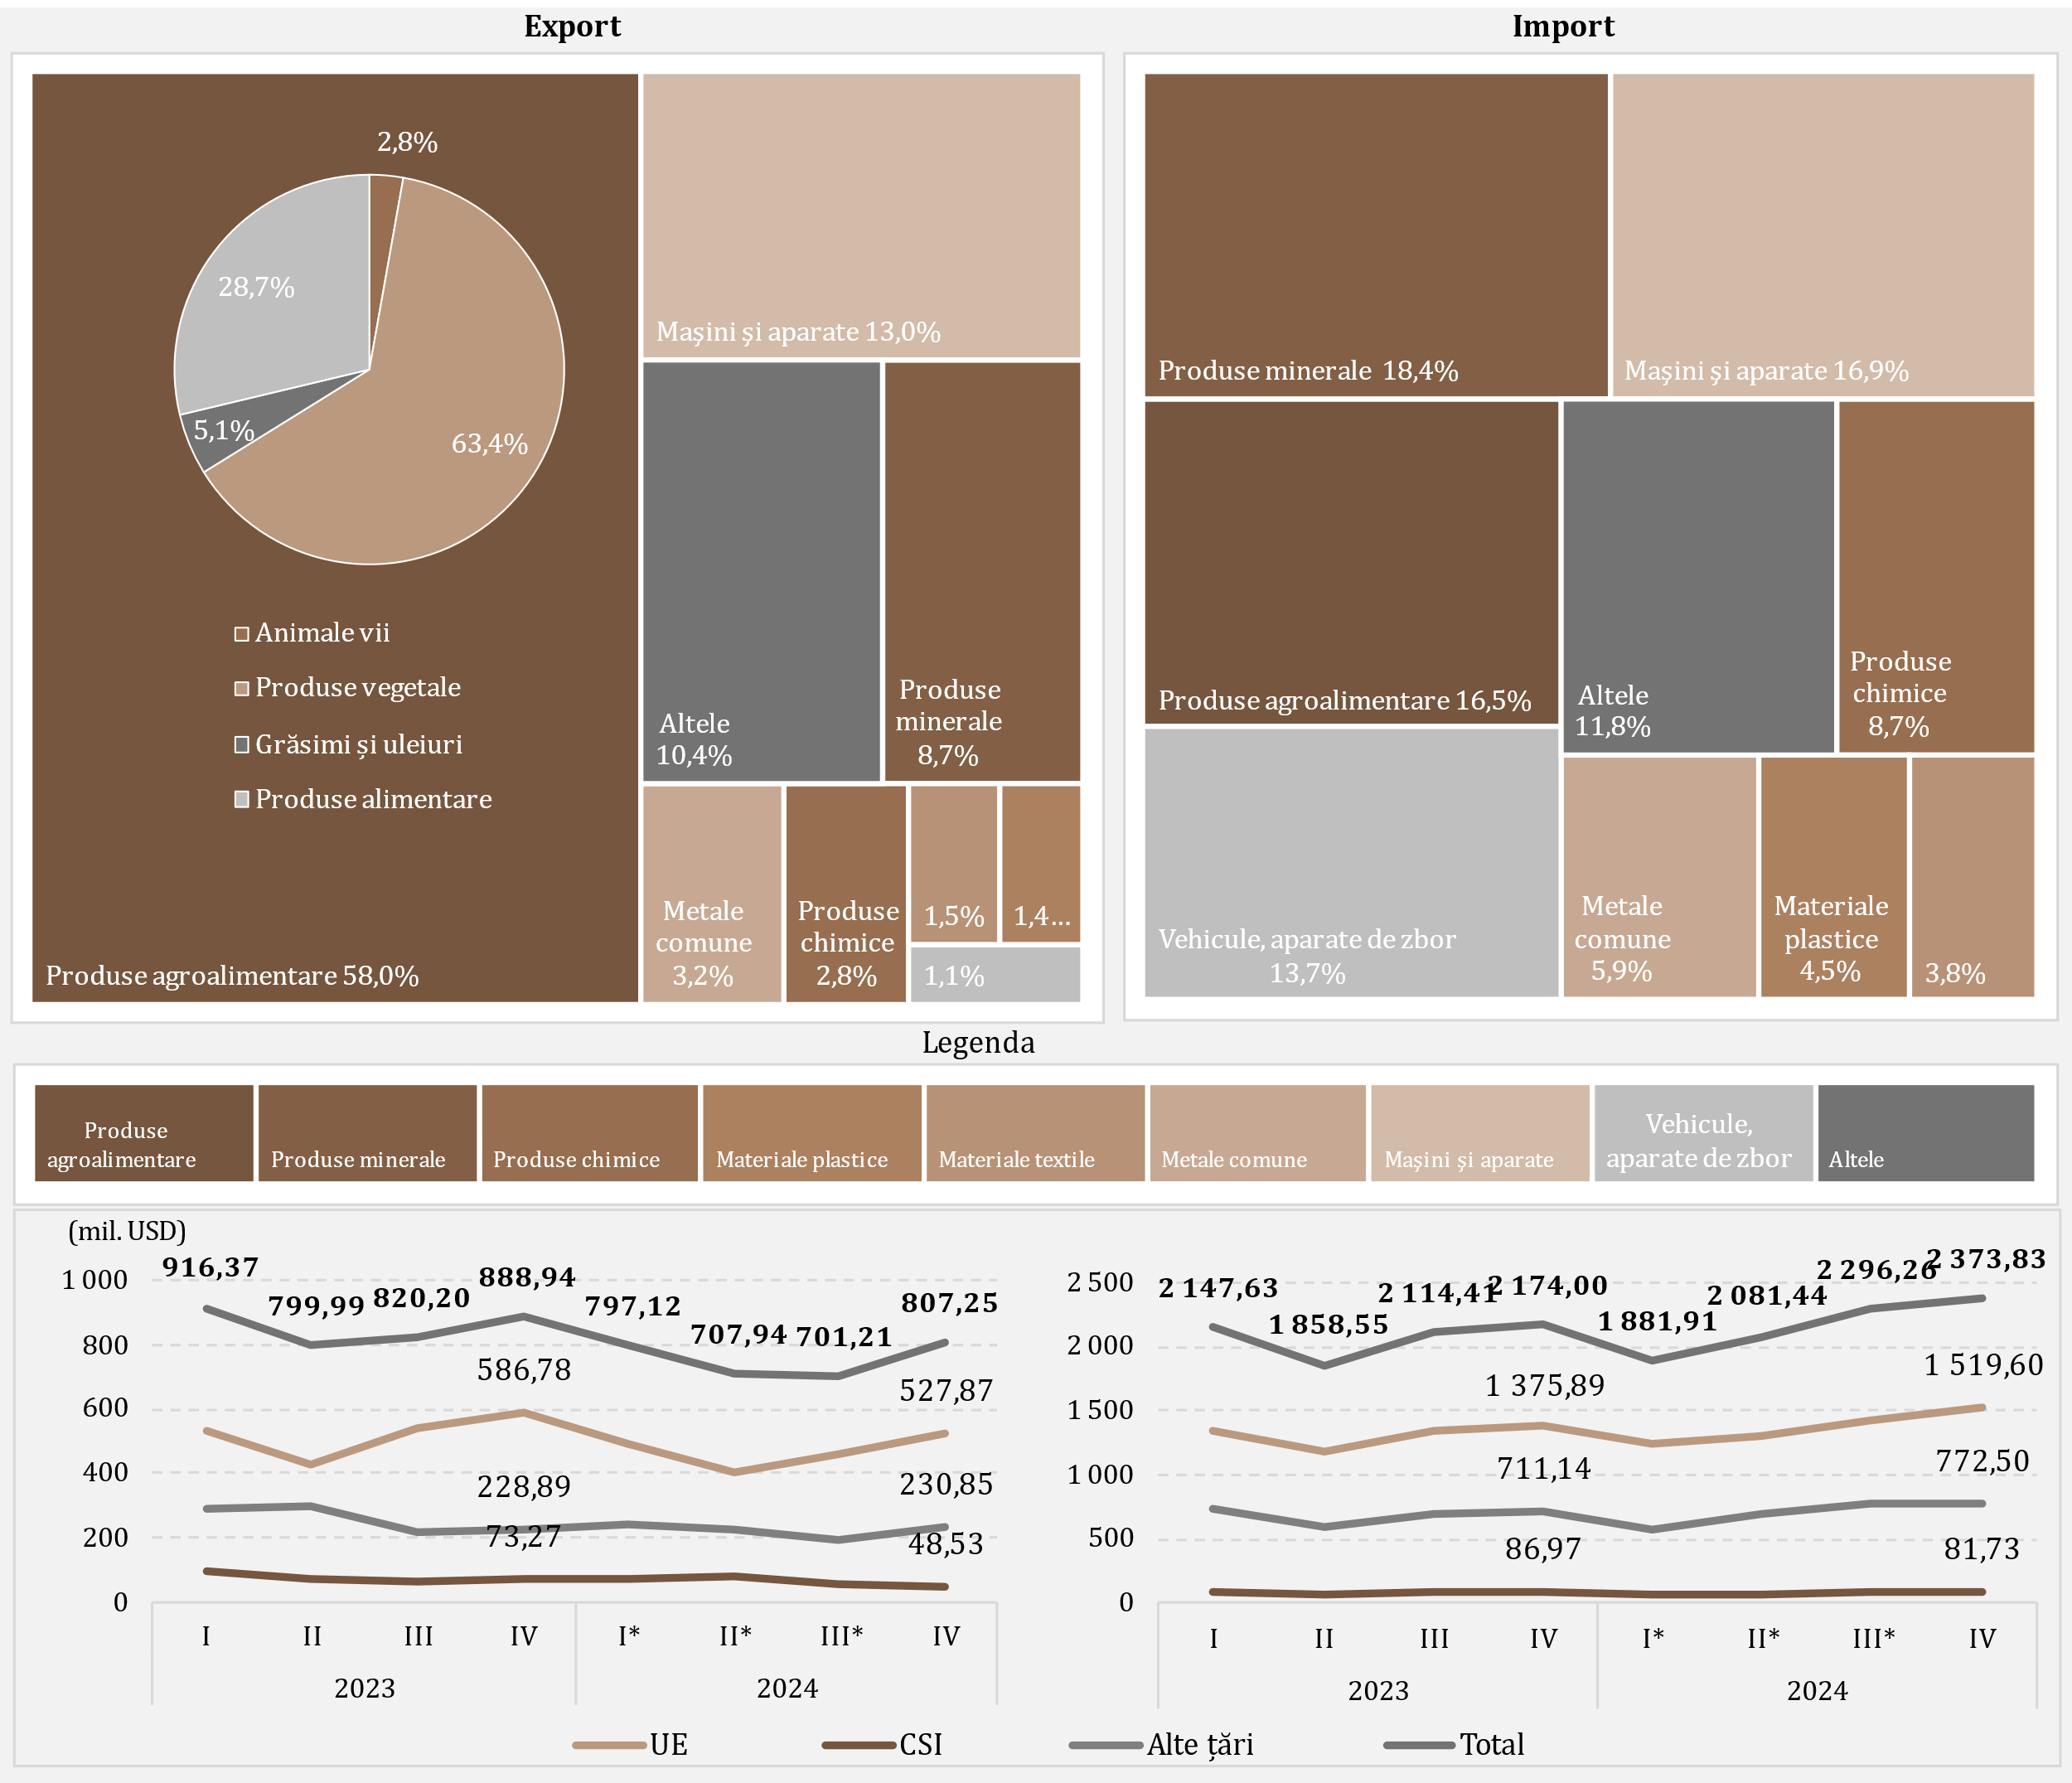 Export
2,8%
28,7%
5,1%
63,4%
Animale vii
Produse vegetale
Grăsimi și uleiuri
Produse alimentare
Produse agroalimentare 58,0%
Mașini și aparate 13,0%
Altele
10,4%
Produse
minerale
8,7%
Metale
comune
3,2%
Produse
chimice
2,8%
1,5%
1,4...
1,1%
Import
Produse minerale 18,4%
Mașini și aparate 16,9%
Produse agroalimentare 16,5%
Altele
11,8%
Produse
chimice
8,7%
Vehicule, aparate de zbor
13,7%
Metale
comune
5,9%
Materiale
plastice
4,5%
3,8%
Legenda
Produse
agroalimentare
Produse minerale
Produse chimice
Materiale plastice
Materiale textile
Metale comune
Mașini și aparate
Vehicule,
aparate de zbor
Altele
(mil. USD)
1 000
800
600
400
200
0
916,37
799,99
820,20
888,94
797,12
707,94
701,21
807,25
586,78
527,87
228,89
230,85
73,27
48,53
I II III IV I* II* III* IV
2023 2024
2 500
2 000
1 500
1 000
500
0
2 147,63
1 858,55
2 114,41
2 174,00
1 881,91
2 081,44
2 296,26
2 373,83
1 375,89
1 519,60
711,14
772,50
86,97
81,73
I II III IV I* II* III* IV
2023 2024
UE CSI Alte țări Total